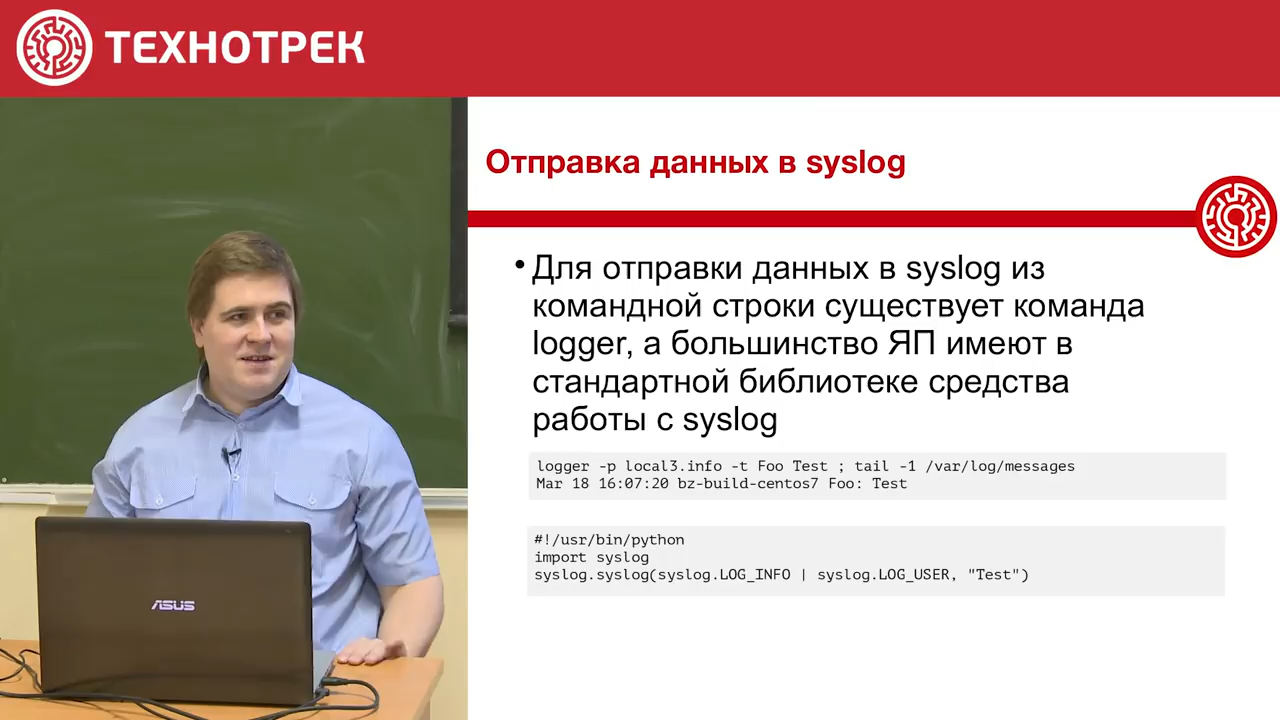 ТЕХНОТРЕК
Отправка данных в syslog
• Для отправки данных в syslog из
командной строки существует команда
logger, а большинство ЯП имеют в
стандартной библиотеке средства
работы с syslog
logger -p local3.info -t Foo Test ; tail -1 /var/log/messages
Mar 18 16:07:20 bz-build-centos7 Foo: Test
#!/usr/bin/python
import syslog
syslog.syslog(syslog.LOG_INFO | syslog.LOG_USER, "Test")
ASUS